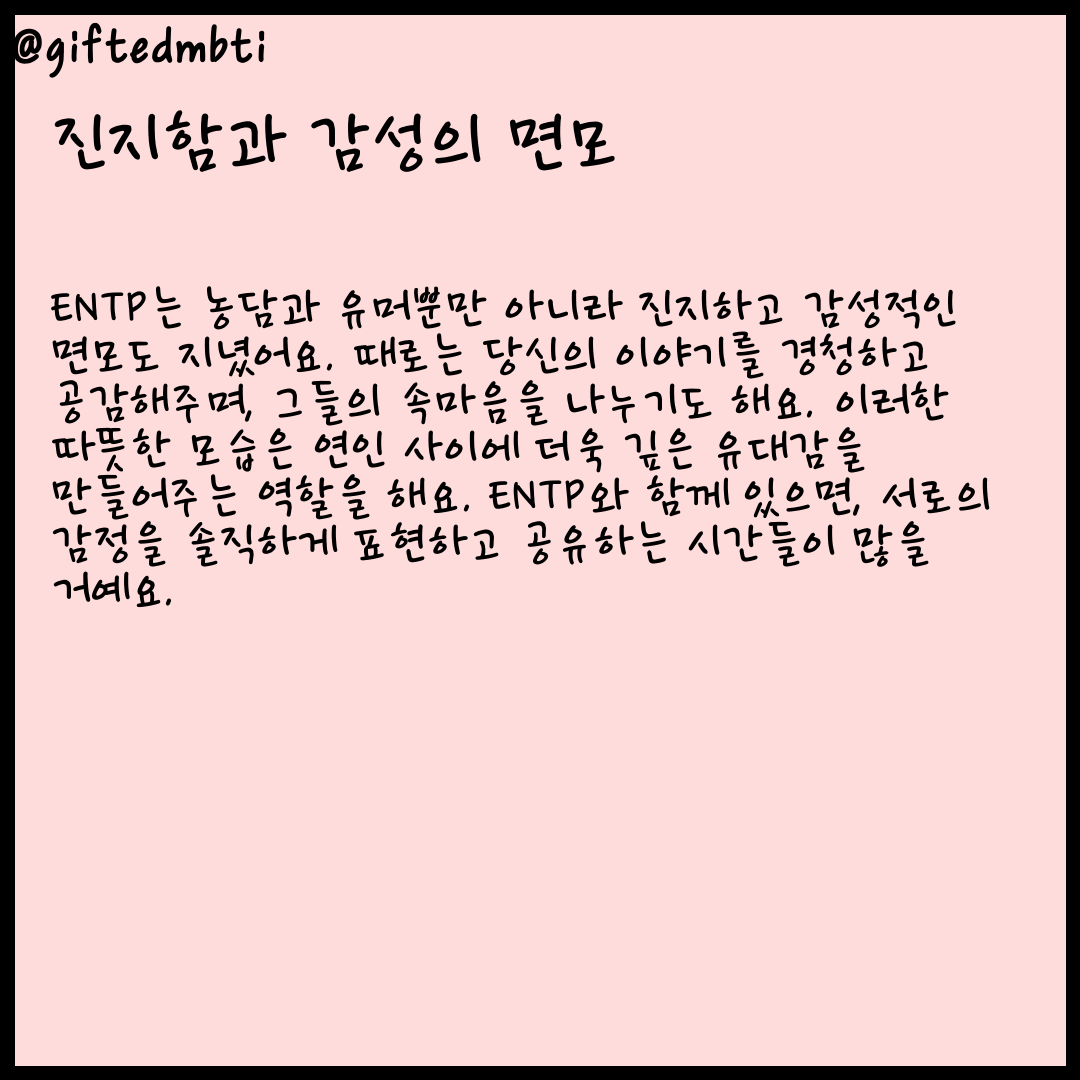 @giftedmbti
진지함과 감성의 면모
ENTP는 농담과 유머뿐만 아니라 진지하고 감성적인
면모도 지녔어요. 때로는 당신의 이야기를 경청하고
공감해주며, 그들의 속마음을 나누기도 해요. 이러한
따뜻한 모습은 연인 사이에 더욱 깊은 유대감을
만들어주는 역할을 해요. ENTP와 함께 있으면, 서로의
감정을 솔직하게 표현하고 공유하는 시간들이 많을
거예요.